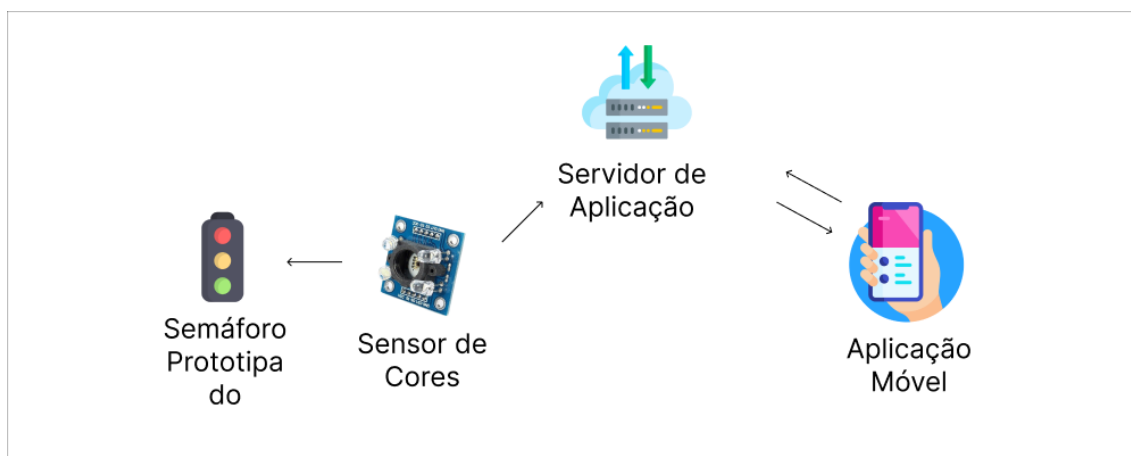 Servidor de
Aplicação
Semáforo
Prototipa
do
Sensor de
Cores
Aplicação
Móvel